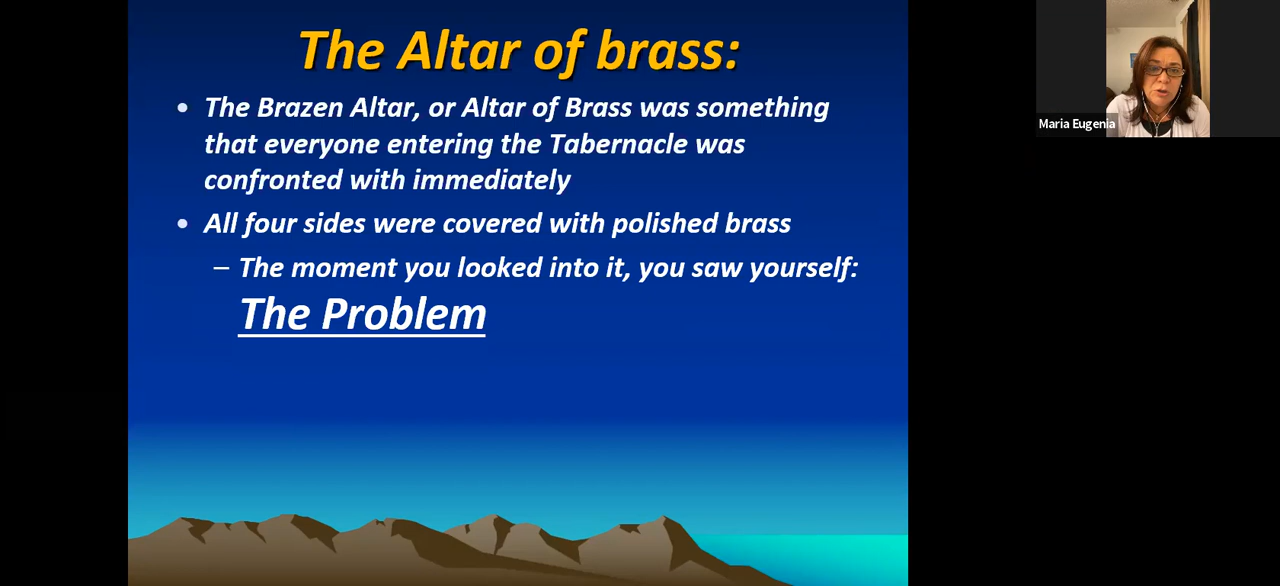 The Altar of brass:
• The Brazen Altar, or Altar of Brass was something
that everyone entering the Tabernacle was
confronted with immediately
• All four sides were covered with polished brass
– The moment you looked into it, you saw yourself:
The Problem
Maria Eugenia